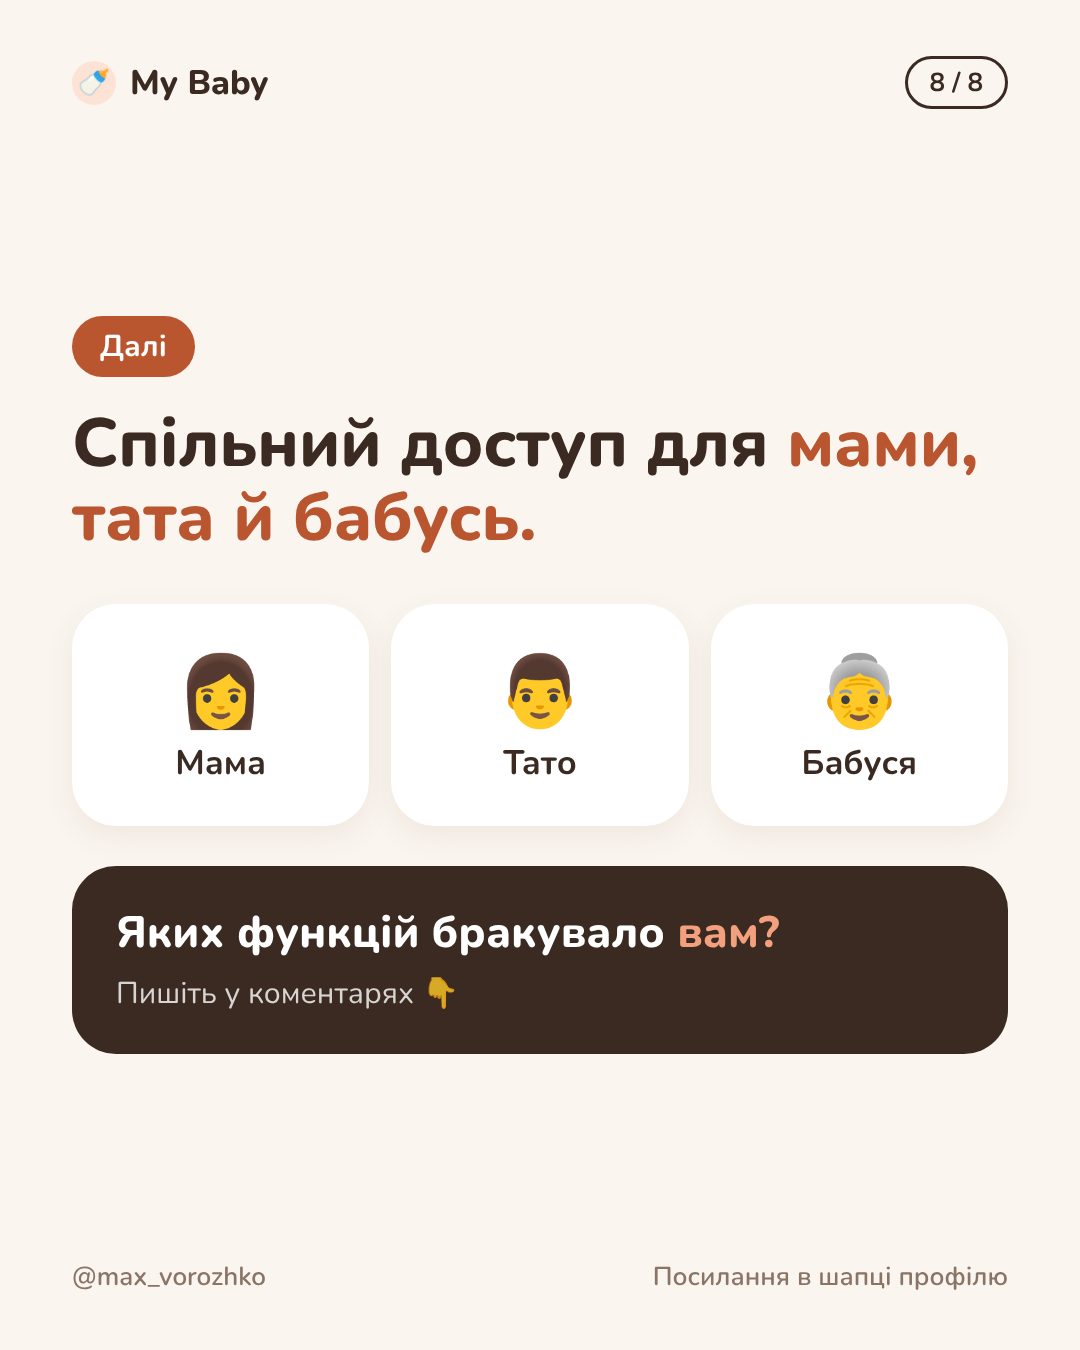 My Baby
8 / 8
Далі
Спільний доступ для мами,
тата й бабусь.
Мама
Тато
Бабуся
Яких функцій бракувало вам?
Пишіть у коментарях 👇
@max_vorozhko
Посилання в шапці профілю